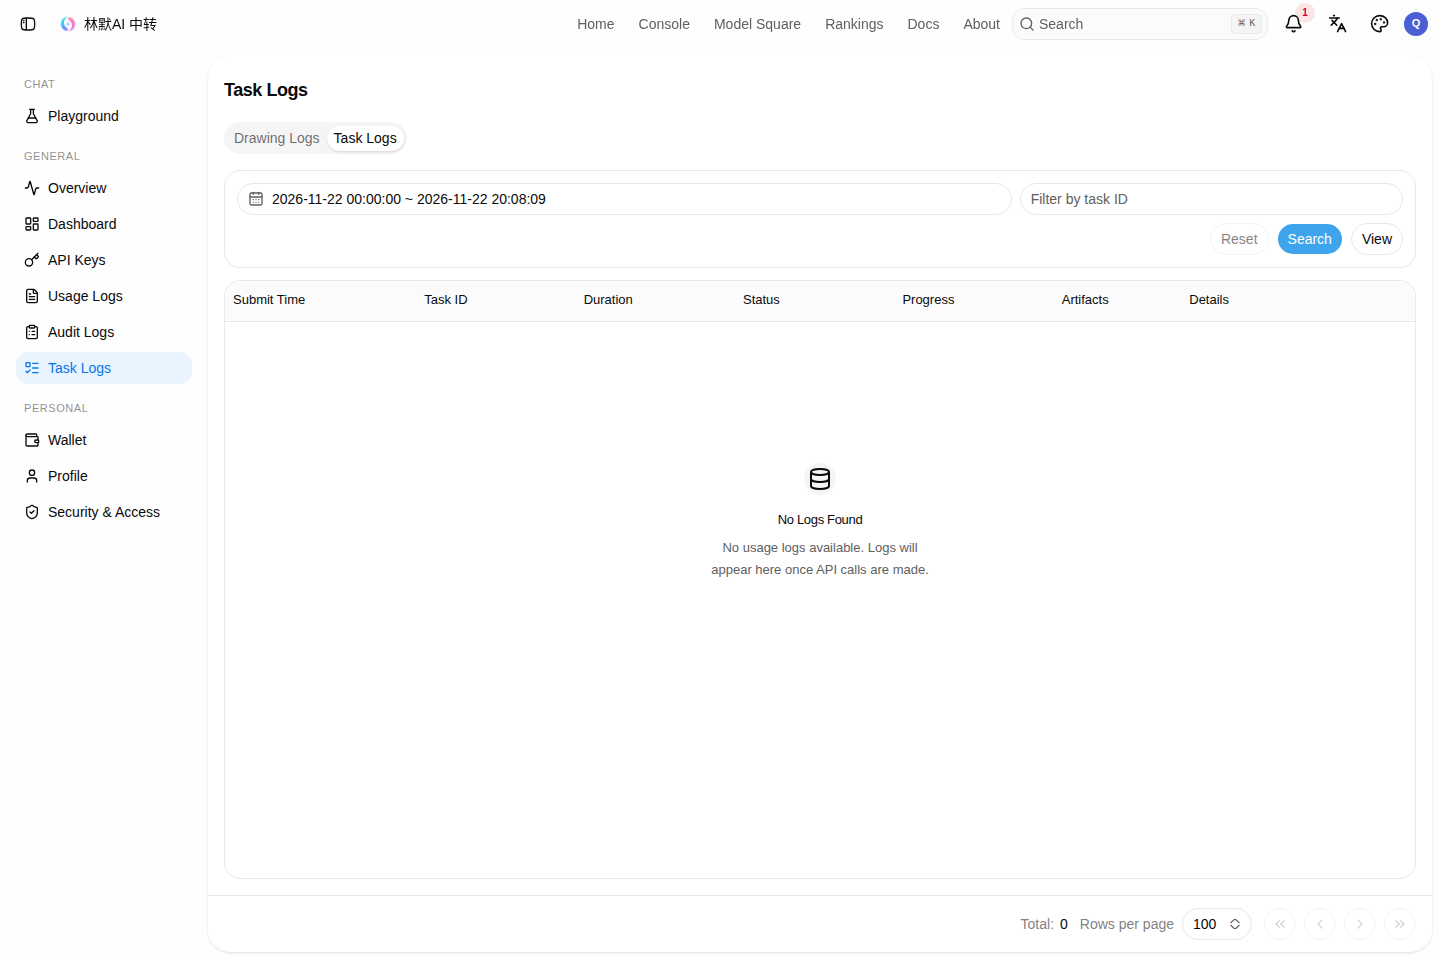 林默AI 中转
Home
Console
Model Square
Rankings
Docs
About
Search
⌘ K
1
Q
CHAT
Playground
GENERAL
Overview
Dashboard
API Keys
Usage Logs
Audit Logs
Task Logs
PERSONAL
Wallet
Profile
Security & Access
Task Logs
Drawing Logs
Task Logs
2026-11-22 00:00:00 ~ 2026-11-22 20:08:09
Filter by task ID
Reset
Search
View
Submit Time
Task ID
Duration
Status
Progress
Artifacts
Details
No Logs Found
No usage logs available. Logs will
appear here once API calls are made.
Total: 0
Rows per page
100